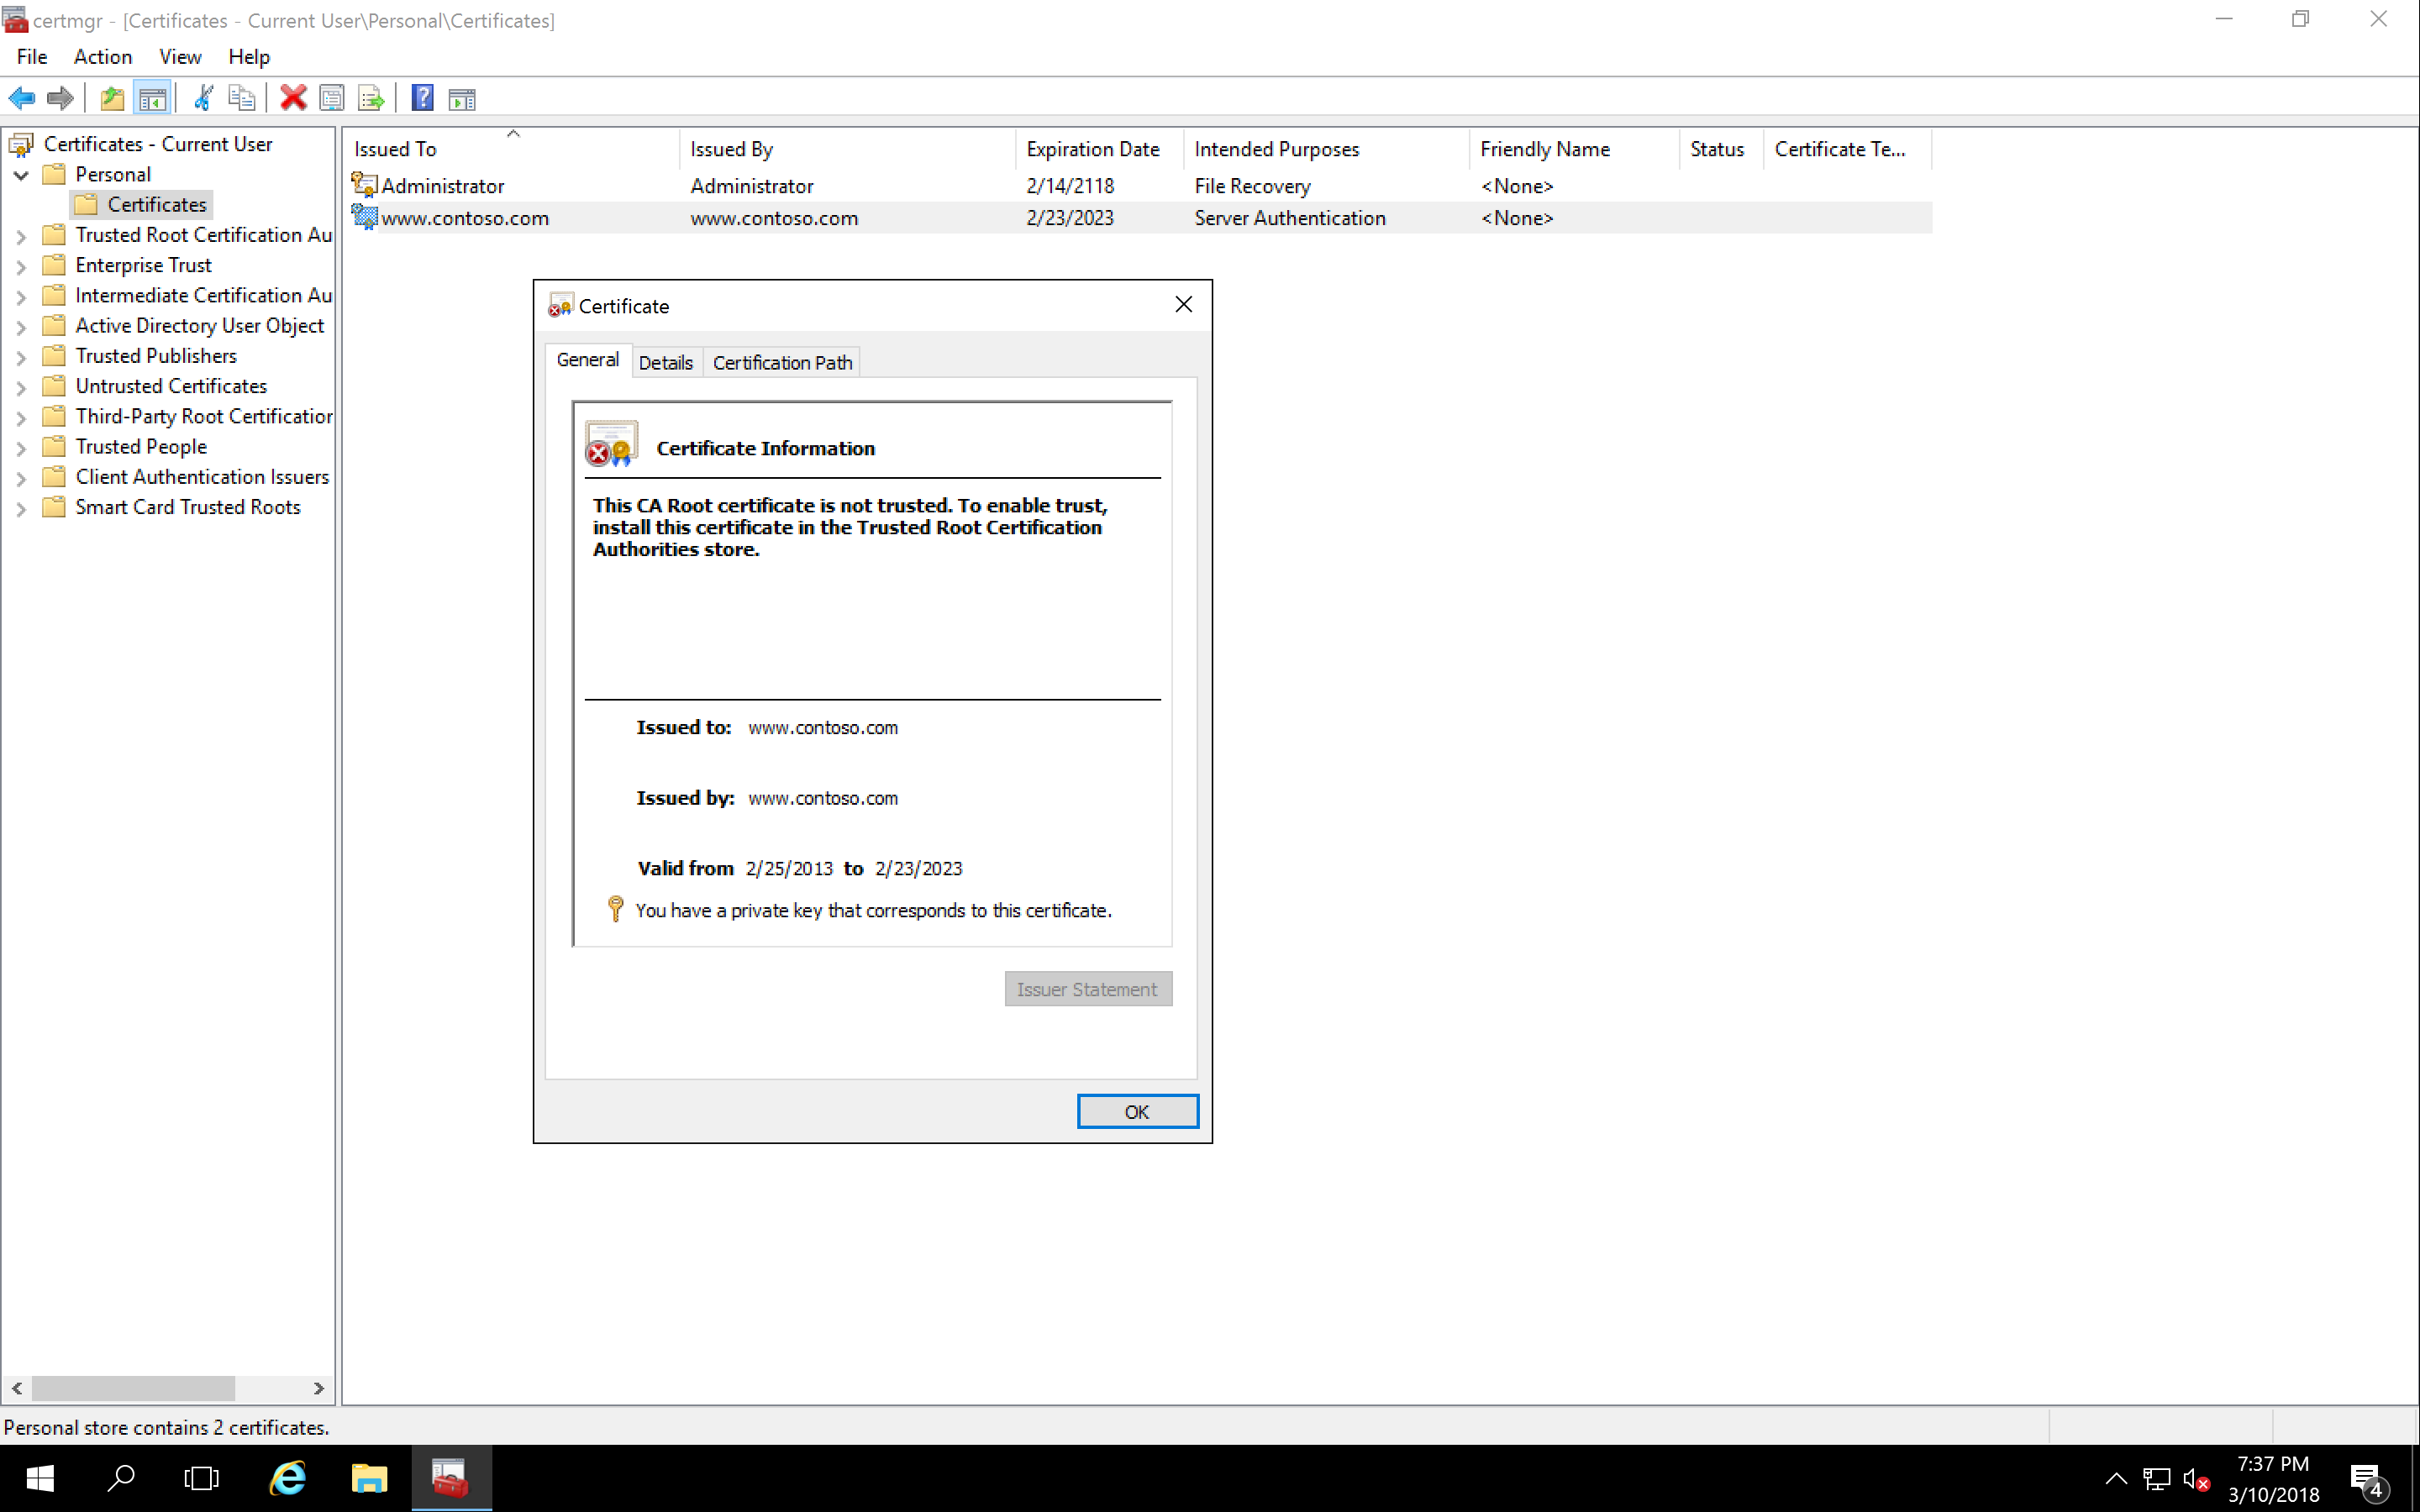 certmgr - [Certificates - Current User\Personal\Certificates]
File Action View Help
Certificates - Current User
Personal
Certificates
Trusted Root Certification Au
Enterprise Trust
Intermediate Certification Au
Active Directory User Object
Trusted Publishers
Untrusted Certificates
Third-Party Root Certification
Trusted People
Client Authentication Issuers
Smart Card Trusted Roots
Issued To Issued By Expiration Date Intended Purposes Friendly Name Status Certificate Te...
Administrator Administrator 2/14/2118 File Recovery <None>
www.contoso.com www.contoso.com 2/23/2023 Server Authentication <None>
Certificate
General Details Certification Path
Certificate Information
This CA Root certificate is not trusted. To enable trust,
install this certificate in the Trusted Root Certification
Authorities store.
Issued to: www.contoso.com
Issued by: www.contoso.com
Valid from 2/25/2013 to 2/23/2023
You have a private key that corresponds to this certificate.
Issuer Statement
OK
Personal store contains 2 certificates.
7:37 PM
3/10/2018
4